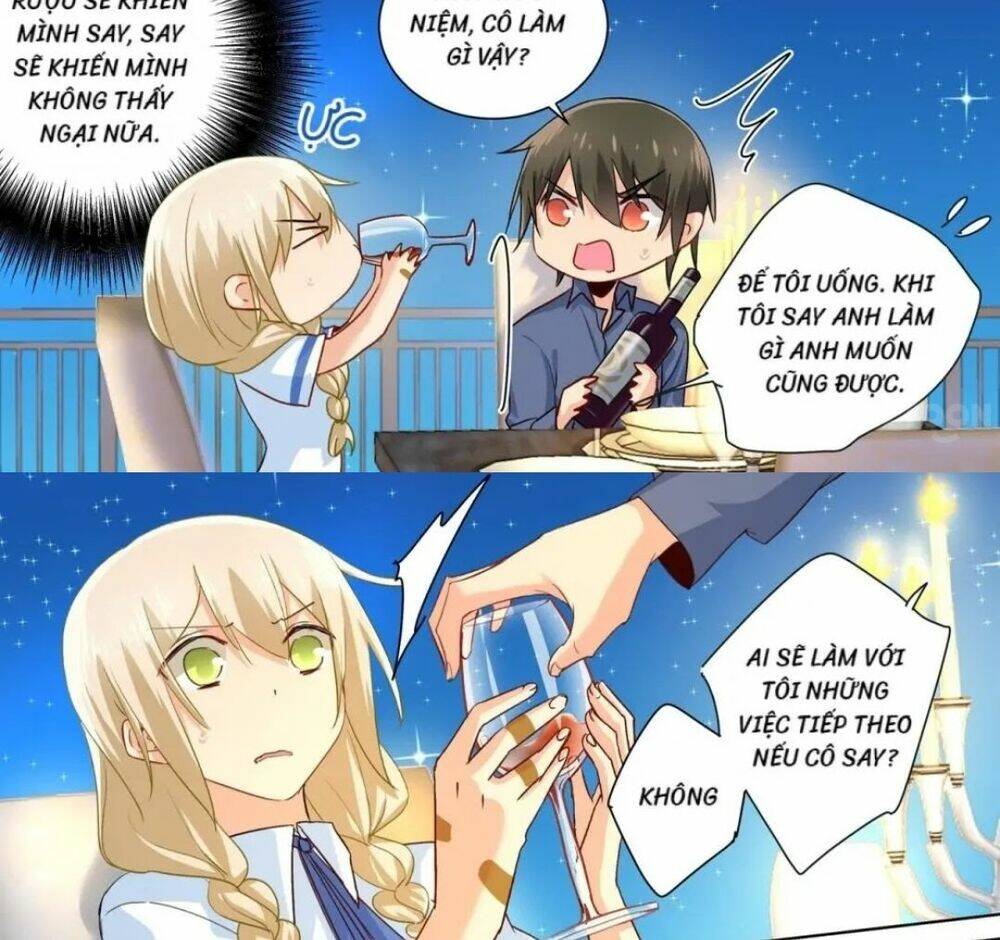 RƯỢU SẼ KHIẾN
MÌNH SAY, SAY
SẼ KHIẾN MÌNH
KHÔNG THẤY
NGẠI NỮA.
NIỆM, CÔ LÀM
GÌ VẬY?
ỰC
ĐỂ TÔI UỐNG. KHI
TÔI SAY ANH LÀM
GÌ ANH MUỐN
CŨNG ĐƯỢC.
AI SẼ LÀM VỚI
TÔI NHỮNG
VIỆC TIẾP THEO
NẾU CÔ SAY?
KHÔNG